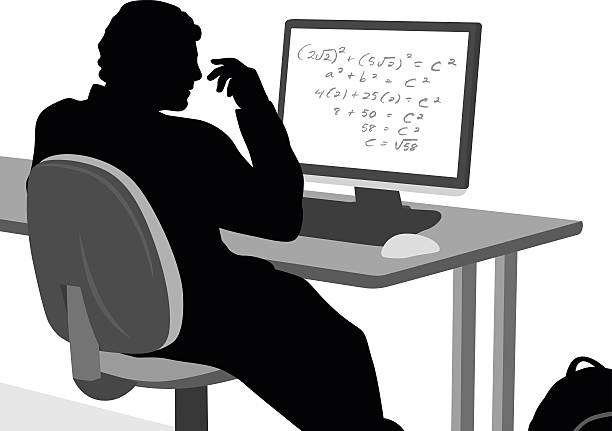 (2√2)² + (5√2)² = C²
a² + b² = C²
4(2) + 25(2) = C²
8 + 50 = C²
58 = C²
C = √58